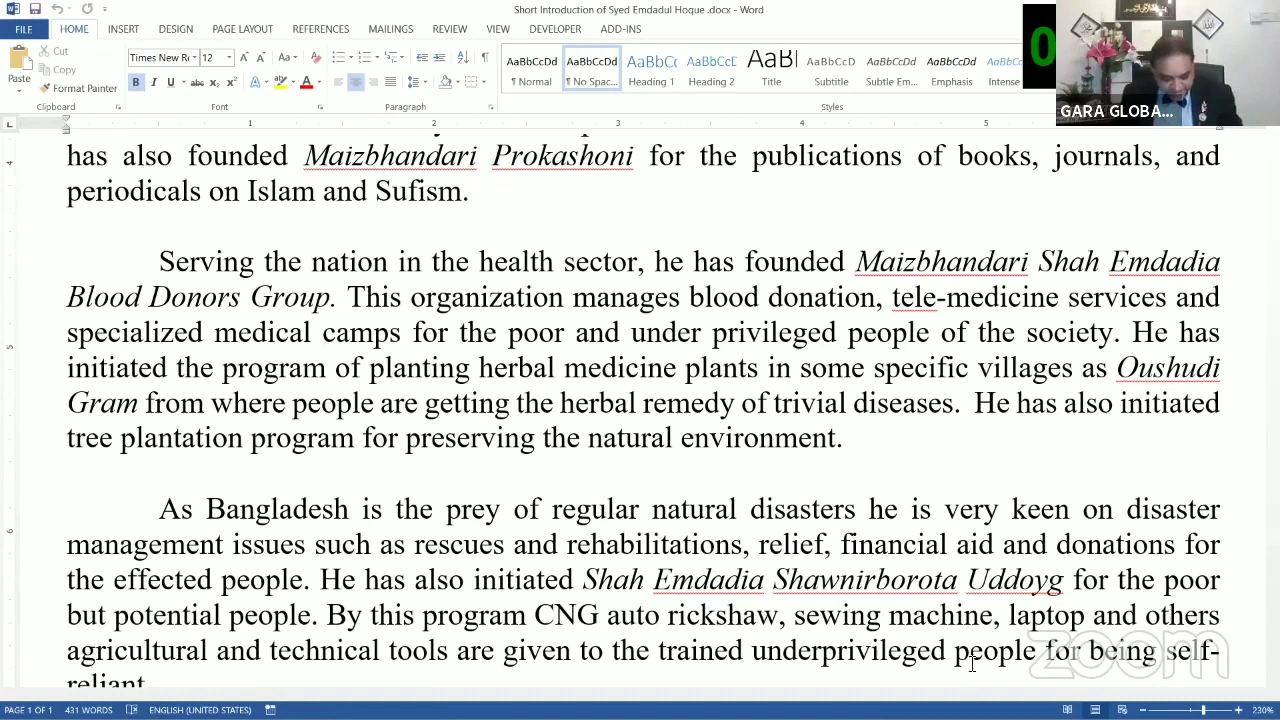 Short Introduction of Syed Emdadul Hoque .docx - Word
FILE HOME INSERT DESIGN PAGE LAYOUT REFERENCES MAILINGS REVIEW VIEW DEVELOPER ADD-INS
Cut
Copy
Format Painter
Paste
Times New Ro 12
AaBbCcDd AaBbCcDd AaBbCc AaBbCcE AaBl AaBbCcDd AaBbCcDd AaBbCcDd AaBbCcDd
¶ Normal ¶ No Spac... Heading 1 Heading 2 Title Subtitle Subtle Em... Emphasis Intense
Clipboard Font Paragraph Styles
0
GARA GLOBA...
1 2 3 4 5
has also founded Maizbhandari Prokashoni for the publications of books, journals, and
periodicals on Islam and Sufism.
Serving the nation in the health sector, he has founded Maizbhandari Shah Emdadia
Blood Donors Group. This organization manages blood donation, tele-medicine services and
specialized medical camps for the poor and under privileged people of the society. He has
initiated the program of planting herbal medicine plants in some specific villages as Oushudi
Gram from where people are getting the herbal remedy of trivial diseases. He has also initiated
tree plantation program for preserving the natural environment.
As Bangladesh is the prey of regular natural disasters he is very keen on disaster
management issues such as rescues and rehabilitations, relief, financial aid and donations for
the effected people. He has also initiated Shah Emdadia Shawnirborota Uddoyg for the poor
but potential people. By this program CNG auto rickshaw, sewing machine, laptop and others
agricultural and technical tools are given to the trained underprivileged people for being self-
reliant
zoom
PAGE 1 OF 1 431 WORDS ENGLISH (UNITED STATES) 230%